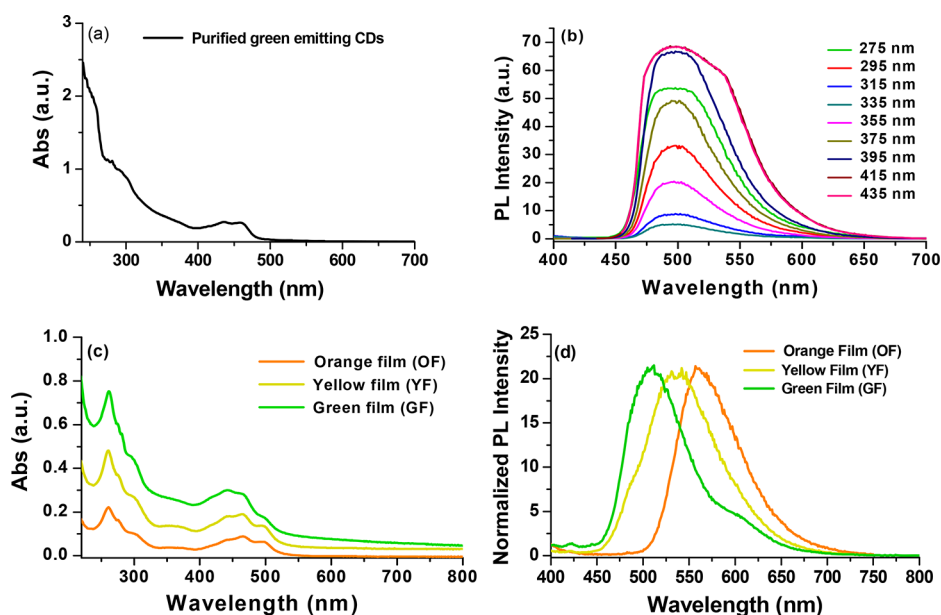 (a)
Purified green emitting CDs
Abs (a.u.)
3
2
1
0
300 400 500 600 700
Wavelength (nm)
(b)
PL Intensity (a.u.)
70
60
50
40
30
20
10
0
275 nm
295 nm
315 nm
335 nm
355 nm
375 nm
395 nm
415 nm
435 nm
400 450 500 550 600 650 700
Wavelength (nm)
(c)
Abs (a.u.)
1.0
0.8
0.6
0.4
0.2
0.0
Orange film (OF)
Yellow film (YF)
Green film (GF)
300 400 500 600 700 800
Wavelength (nm)
(d)
Normalized PL Intensity
25
20
15
10
5
0
Orange Film (OF)
Yellow Film (YF)
Green Film (GF)
400 450 500 550 600 650 700 750 800
Wavelength (nm)